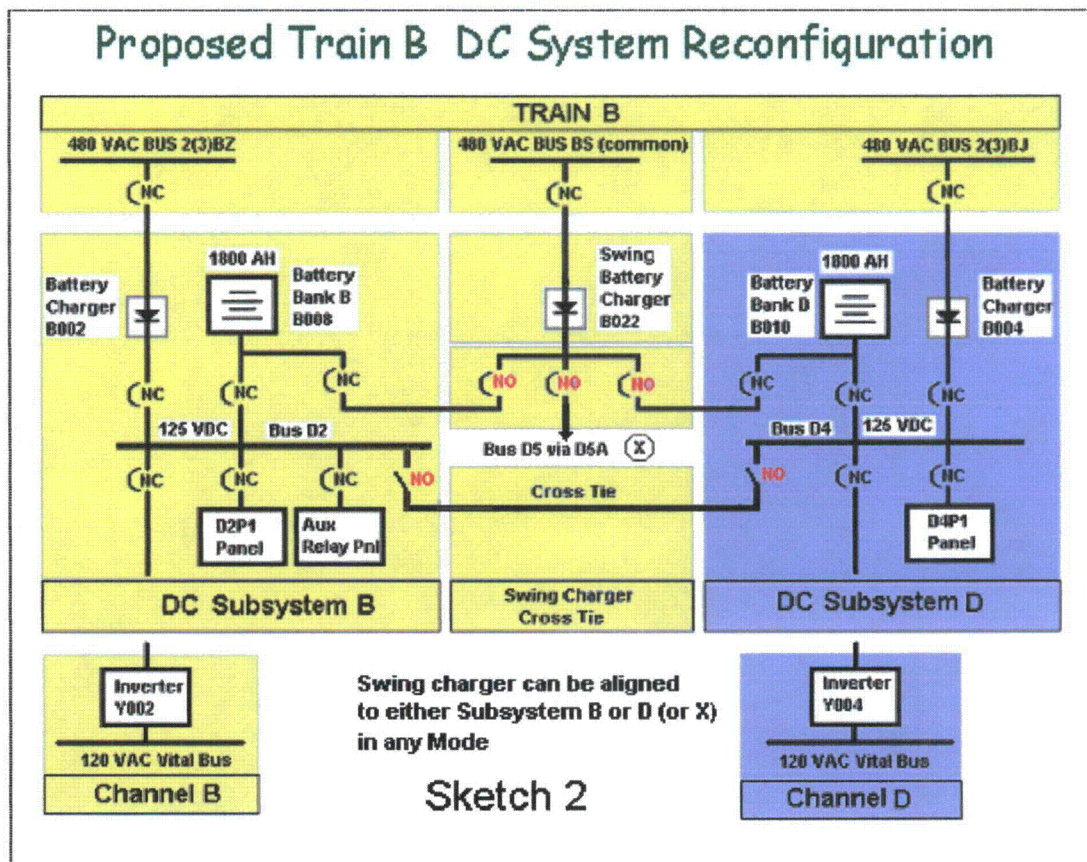 Proposed Train B DC System Reconfiguration
TRAIN B
480 VAC BUS 2(3)BZ
480 VAC BUS BS (common)
480 VAC BUS 2(3)BJ
NC
NC
NC
Battery
Charger
B002
1800 AH
Battery
Bank B
B008
Swing
Battery
Charger
B022
1800 AH
Battery
Bank D
B010
Battery
Charger
B004
NC
NC
NC
NO
NO
NO
NC
NC
NC
125 VDC
Bus D2
Bus D5 via D5A
X
Bus D4
125 VDC
NC
NC
NC
NO
NO
NC
NC
D2P1
Panel
Aux
Relay Pnl
Cross Tie
D4P1
Panel
DC Subsystem B
Swing Charger
Cross Tie
DC Subsystem D
Inverter
Y002
120 VAC Vital Bus
Channel B
Swing charger can be aligned
to either Subsystem B or D (or X)
in any Mode
Sketch 2
Inverter
Y004
120 VAC Vital Bus
Channel D